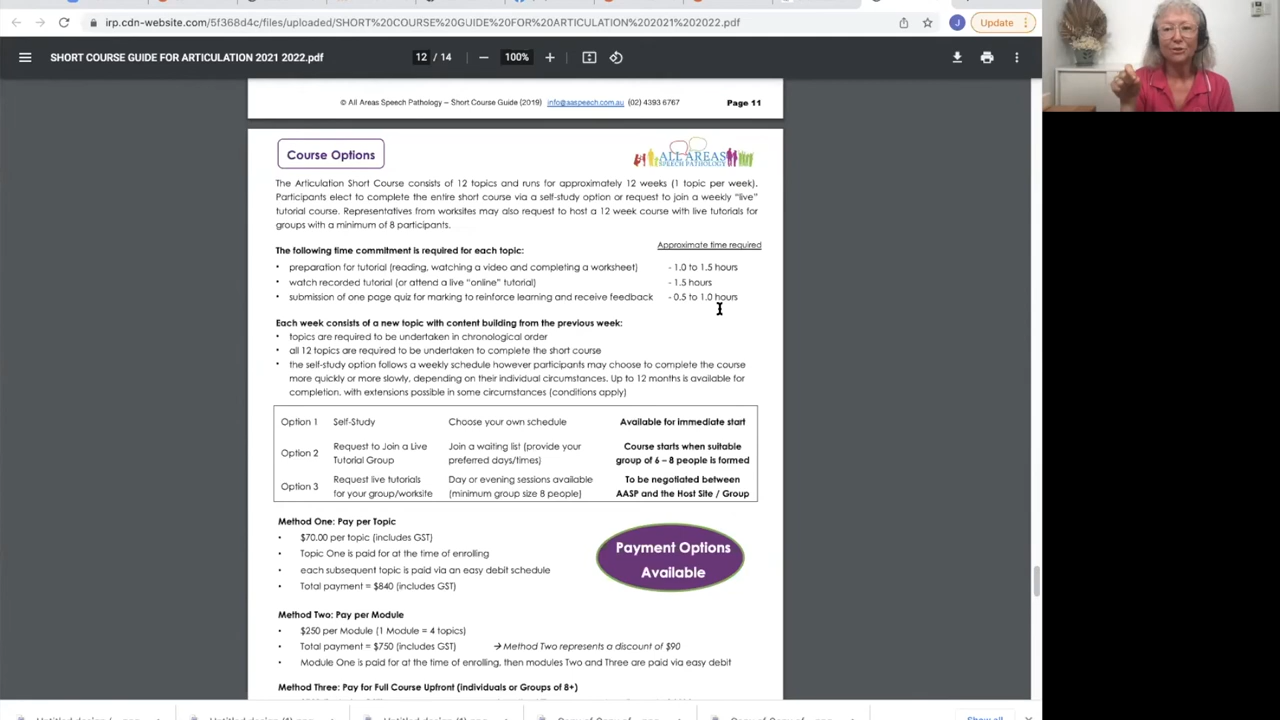 irp.cdn-website.com/5f368d4c/files/uploaded/SHORT%20COURSE%20GUIDE%20FOR%20ARTICULATION%202021%202022.pdf
J
Update
SHORT COURSE GUIDE FOR ARTICULATION 2021 2022.pdf
12 / 14
100%
© All Areas Speech Pathology – Short Course Guide (2019) info@aaspeech.com.au (02) 4393 6767 Page 11
Course Options
ALL AREAS
SPEECH PATHOLOGY
The Articulation Short Course consists of 12 topics and runs for approximately 12 weeks (1 topic per week).
Participants elect to complete the entire short course via a self-study option or request to join a weekly “live”
tutorial course. Representatives from worksites may also request to host a 12 week course with live tutorials for
groups with a minimum of 8 participants.
Approximate time required
The following time commitment is required for each topic:
• preparation for tutorial (reading, watching a video and completing a worksheet) - 1.0 to 1.5 hours
• watch recorded tutorial (or attend a live “online” tutorial) - 1.5 hours
• submission of one page quiz for marking to reinforce learning and receive feedback - 0.5 to 1.0 hours
Each week consists of a new topic with content building from the previous week:
• topics are required to be undertaken in chronological order
• all 12 topics are required to be undertaken to complete the short course
• the self-study option follows a weekly schedule however participants may choose to complete the course
more quickly or more slowly, depending on their individual circumstances. Up to 12 months is available for
completion, with extensions possible in some circumstances (conditions apply)
Option 1 Self-Study Choose your own schedule Available for immediate start
Option 2 Request to Join a Live Tutorial Group Join a waiting list (provide your preferred days/times) Course starts when suitable group of 6 – 8 people is formed
Option 3 Request live tutorials for your group/worksite Day or evening sessions available (minimum group size 8 people) To be negotiated between AASP and the Host Site / Group
Method One: Pay per Topic
• $70.00 per topic (includes GST)
• Topic One is paid for at the time of enrolling
• each subsequent topic is paid via an easy debit schedule
• Total payment = $840 (includes GST)
Payment Options
Available
Method Two: Pay per Module
• $250 per Module (1 Module = 4 topics)
• Total payment = $750 (includes GST) → Method Two represents a discount of $90
• Module One is paid for at the time of enrolling, then modules Two and Three are paid via easy debit
Method Three: Pay for Full Course Upfront (individuals or Groups of 8+)
Show all